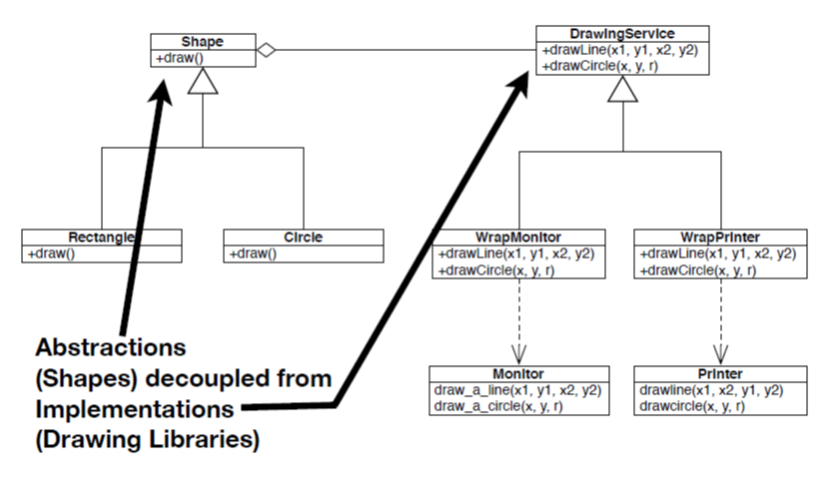 Shape
+draw()
DrawingService
+drawLine(x1, y1, x2, y2)
+drawCircle(x, y, r)
Rectangle
+draw()
Circle
+draw()
WrapMonitor
+drawLine(x1, y1, x2, y2)
+drawCircle(x, y, r)
WrapPrinter
+drawLine(x1, y1, x2, y2)
+drawCircle(x, y, r)
Abstractions
(Shapes) decoupled from
Implementations
(Drawing Libraries)
Monitor
draw_a_line(x1, y1, x2, y2)
draw_a_circle(x, y, r)
Printer
drawline(x1, x2, y1, y2)
drawcircle(x, y, r)